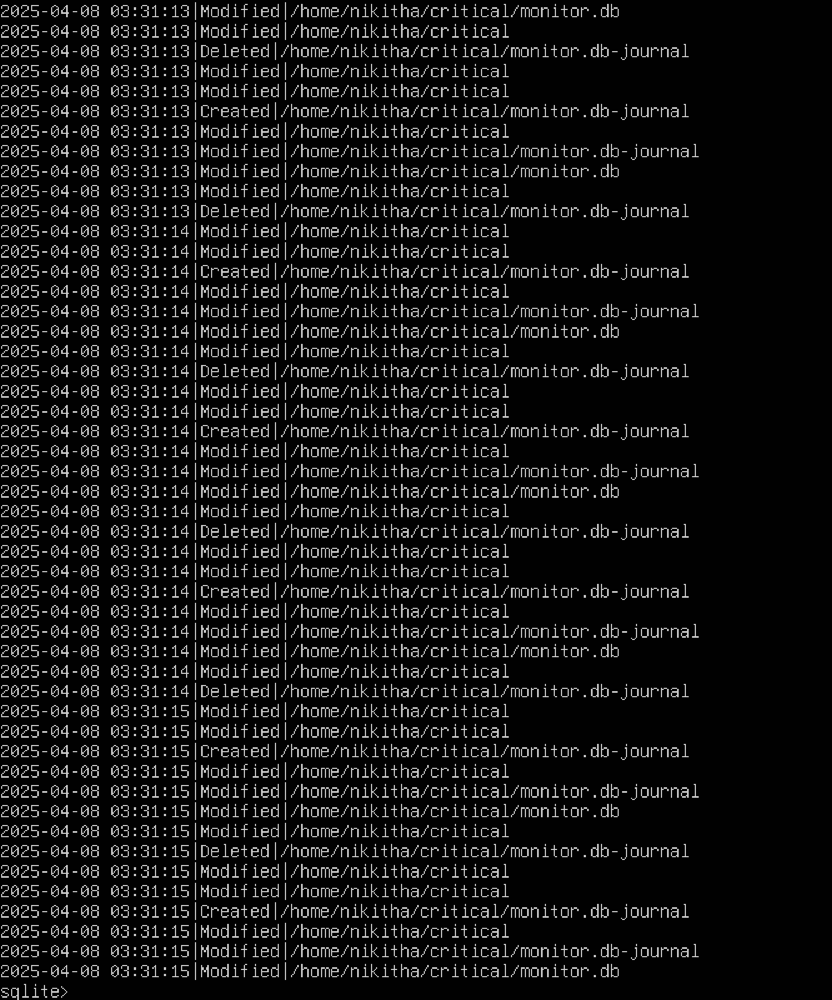 2025-04-08 03:31:13|Modified|/home/nikitha/critical/monitor.db
2025-04-08 03:31:13|Modified|/home/nikitha/critical
2025-04-08 03:31:13|Deleted|/home/nikitha/critical/monitor.db-journal
2025-04-08 03:31:13|Modified|/home/nikitha/critical
2025-04-08 03:31:13|Modified|/home/nikitha/critical
2025-04-08 03:31:13|Created|/home/nikitha/critical/monitor.db-journal
2025-04-08 03:31:13|Modified|/home/nikitha/critical
2025-04-08 03:31:13|Modified|/home/nikitha/critical/monitor.db-journal
2025-04-08 03:31:13|Modified|/home/nikitha/critical/monitor.db
2025-04-08 03:31:13|Modified|/home/nikitha/critical
2025-04-08 03:31:13|Deleted|/home/nikitha/critical/monitor.db-journal
2025-04-08 03:31:14|Modified|/home/nikitha/critical
2025-04-08 03:31:14|Modified|/home/nikitha/critical
2025-04-08 03:31:14|Created|/home/nikitha/critical/monitor.db-journal
2025-04-08 03:31:14|Modified|/home/nikitha/critical
2025-04-08 03:31:14|Modified|/home/nikitha/critical/monitor.db-journal
2025-04-08 03:31:14|Modified|/home/nikitha/critical/monitor.db
2025-04-08 03:31:14|Modified|/home/nikitha/critical
2025-04-08 03:31:14|Deleted|/home/nikitha/critical/monitor.db-journal
2025-04-08 03:31:14|Modified|/home/nikitha/critical
2025-04-08 03:31:14|Modified|/home/nikitha/critical
2025-04-08 03:31:14|Created|/home/nikitha/critical/monitor.db-journal
2025-04-08 03:31:14|Modified|/home/nikitha/critical
2025-04-08 03:31:14|Modified|/home/nikitha/critical/monitor.db-journal
2025-04-08 03:31:14|Modified|/home/nikitha/critical/monitor.db
2025-04-08 03:31:14|Modified|/home/nikitha/critical
2025-04-08 03:31:14|Deleted|/home/nikitha/critical/monitor.db-journal
2025-04-08 03:31:14|Modified|/home/nikitha/critical
2025-04-08 03:31:14|Modified|/home/nikitha/critical
2025-04-08 03:31:14|Created|/home/nikitha/critical/monitor.db-journal
2025-04-08 03:31:14|Modified|/home/nikitha/critical
2025-04-08 03:31:14|Modified|/home/nikitha/critical/monitor.db-journal
2025-04-08 03:31:14|Modified|/home/nikitha/critical/monitor.db
2025-04-08 03:31:14|Modified|/home/nikitha/critical
2025-04-08 03:31:14|Deleted|/home/nikitha/critical/monitor.db-journal
2025-04-08 03:31:15|Modified|/home/nikitha/critical
2025-04-08 03:31:15|Modified|/home/nikitha/critical
2025-04-08 03:31:15|Created|/home/nikitha/critical/monitor.db-journal
2025-04-08 03:31:15|Modified|/home/nikitha/critical
2025-04-08 03:31:15|Modified|/home/nikitha/critical/monitor.db-journal
2025-04-08 03:31:15|Modified|/home/nikitha/critical/monitor.db
2025-04-08 03:31:15|Modified|/home/nikitha/critical
2025-04-08 03:31:15|Deleted|/home/nikitha/critical/monitor.db-journal
2025-04-08 03:31:15|Modified|/home/nikitha/critical
2025-04-08 03:31:15|Modified|/home/nikitha/critical
2025-04-08 03:31:15|Created|/home/nikitha/critical/monitor.db-journal
2025-04-08 03:31:15|Modified|/home/nikitha/critical
2025-04-08 03:31:15|Modified|/home/nikitha/critical/monitor.db-journal
2025-04-08 03:31:15|Modified|/home/nikitha/critical/monitor.db
sqlite>